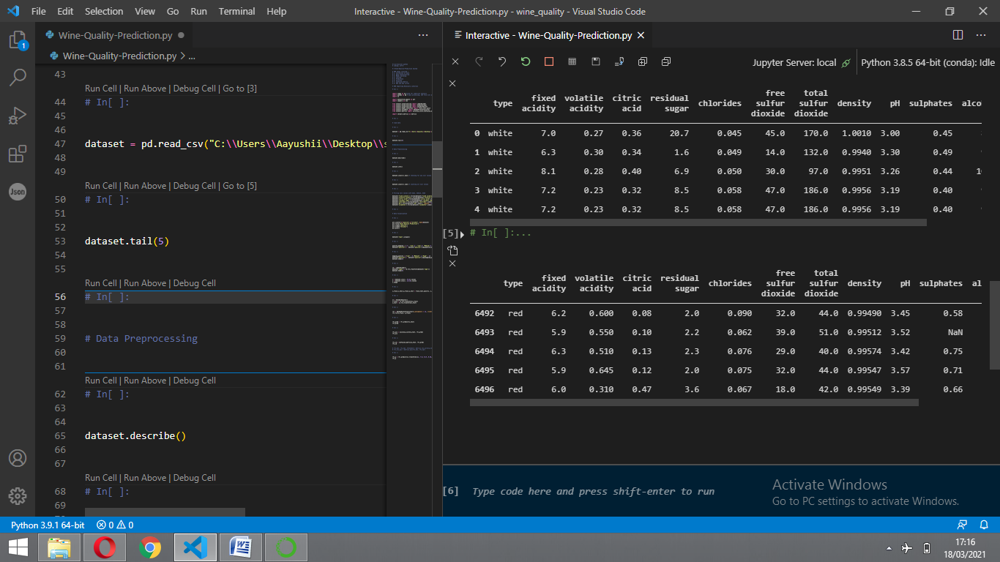 File Edit Selection View Go Run Terminal Help Interactive - Wine-Quality-Prediction.py - wine_quality - Visual Studio Code
Wine-Quality-Prediction.py
Wine-Quality-Prediction.py > ...
43
Run Cell | Run Above | Debug Cell | Go to [3]
44 # In[ ]:
45
46
47 dataset = pd.read_csv("C:\\Users\\Aayushii\\Desktop\\s
48
49
Run Cell | Run Above | Debug Cell | Go to [5]
50 # In[ ]:
51
52
53 dataset.tail(5)
54
55
Run Cell | Run Above | Debug Cell
56 # In[ ]:
57
58
59 # Data Preprocessing
60
61
Run Cell | Run Above | Debug Cell
62 # In[ ]:
63
64
65 dataset.describe()
66
67
Run Cell | Run Above | Debug Cell
68 # In[ ]:
69
1
Json
Interactive - Wine-Quality-Prediction.py
Jupyter Server: local Python 3.8.5 64-bit (conda): Idle
type fixed acidity volatile acidity citric acid residual sugar chlorides free sulfur dioxide total sulfur dioxide density pH sulphates alco
0 white 7.0 0.27 0.36 20.7 0.045 45.0 170.0 1.0010 3.00 0.45
1 white 6.3 0.30 0.34 1.6 0.049 14.0 132.0 0.9940 3.30 0.49
2 white 8.1 0.28 0.40 6.9 0.050 30.0 97.0 0.9951 3.26 0.44 1
3 white 7.2 0.23 0.32 8.5 0.058 47.0 186.0 0.9956 3.19 0.40
4 white 7.2 0.23 0.32 8.5 0.058 47.0 186.0 0.9956 3.19 0.40
[5] # In[ ]:...
type fixed acidity volatile acidity citric acid residual sugar chlorides free sulfur dioxide total sulfur dioxide density pH sulphates al
6492 red 6.2 0.600 0.08 2.0 0.090 32.0 44.0 0.99490 3.45 0.58
6493 red 5.9 0.550 0.10 2.2 0.062 39.0 51.0 0.99512 3.52 NaN
6494 red 6.3 0.510 0.13 2.3 0.076 29.0 40.0 0.99574 3.42 0.75
6495 red 5.9 0.645 0.12 2.0 0.075 32.0 44.0 0.99547 3.57 0.71
6496 red 6.0 0.310 0.47 3.6 0.067 18.0 42.0 0.99549 3.39 0.66
[6] Type code here and press shift-enter to run
Activate Windows
Go to PC settings to activate Windows.
Python 3.9.1 64-bit 0 0
17:16
18/03/2021